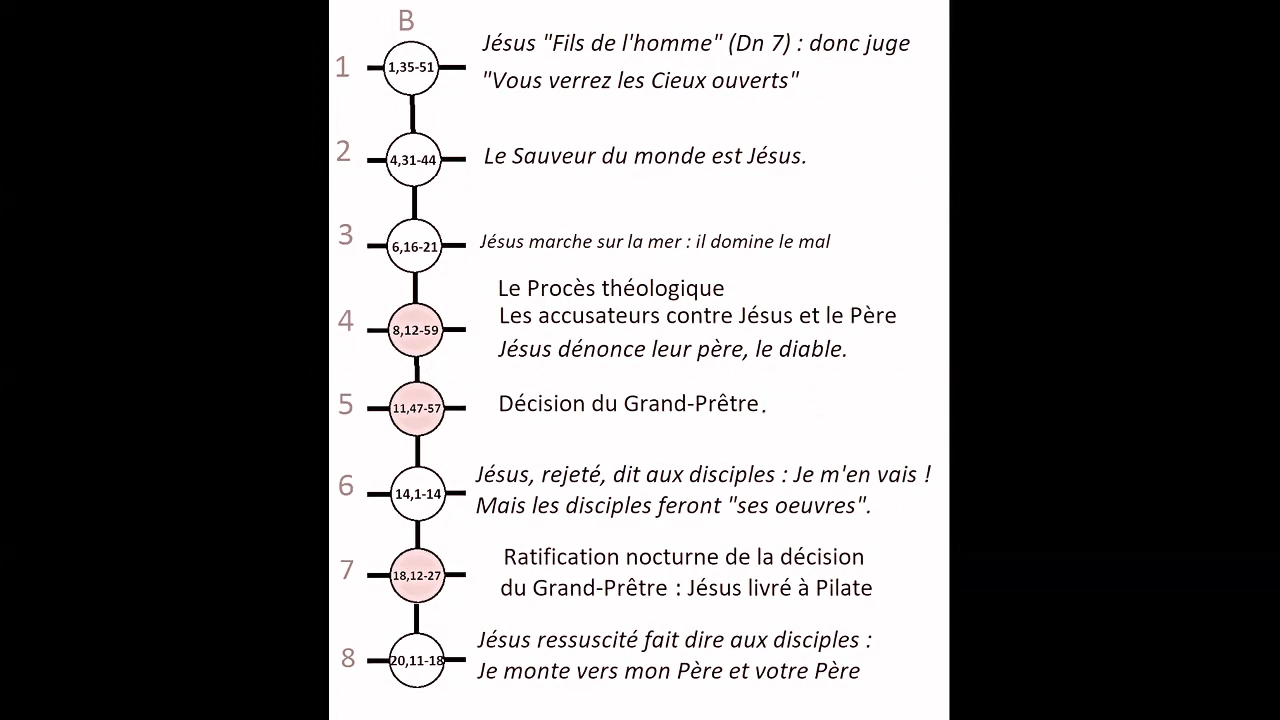 B
1
1,35-51
Jésus "Fils de l'homme" (Dn 7) : donc juge
"Vous verrez les Cieux ouverts"
2
4,31-44
Le Sauveur du monde est Jésus.
3
6,16-21
Jésus marche sur la mer : il domine le mal
Le Procès théologique
4
8,12-59
Les accusateurs contre Jésus et le Père
Jésus dénonce leur père, le diable.
5
11,47-57
Décision du Grand-Prêtre.
6
14,1-14
Jésus, rejeté, dit aux disciples : Je m'en vais !
Mais les disciples feront "ses oeuvres".
7
18,12-27
Ratification nocturne de la décision
du Grand-Prêtre : Jésus livré à Pilate
8
20,11-18
Jésus ressuscité fait dire aux disciples :
Je monte vers mon Père et votre Père